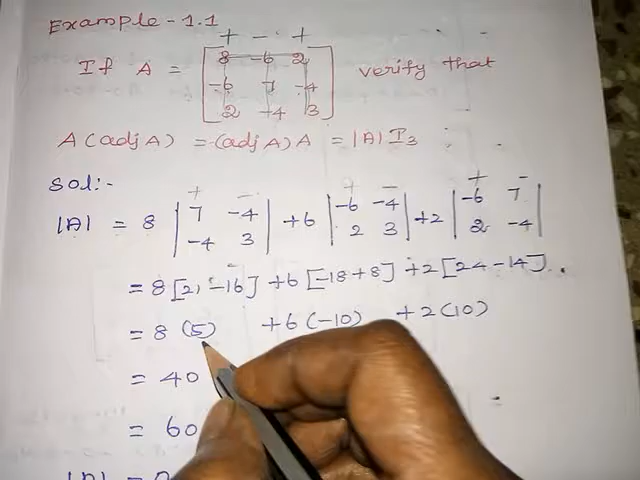 Example - 1.1
+ - +
If A = [8 -6 2 verify that
-6 7 -4
2 -4 3]
A(adj A) = (adj A) A = |A| I₃
Sol:-
+ - + - + -
|A| = 8 |7 -4| +6 |-6 -4| +2 |-6 7|
|-4 3| |2 3| |2 -4|
= 8 [21 -16] +6 [-18+8] +2 [24-14].
= 8 (5) +6 (-10) +2 (10)
= 40
= 60
|A| = 0